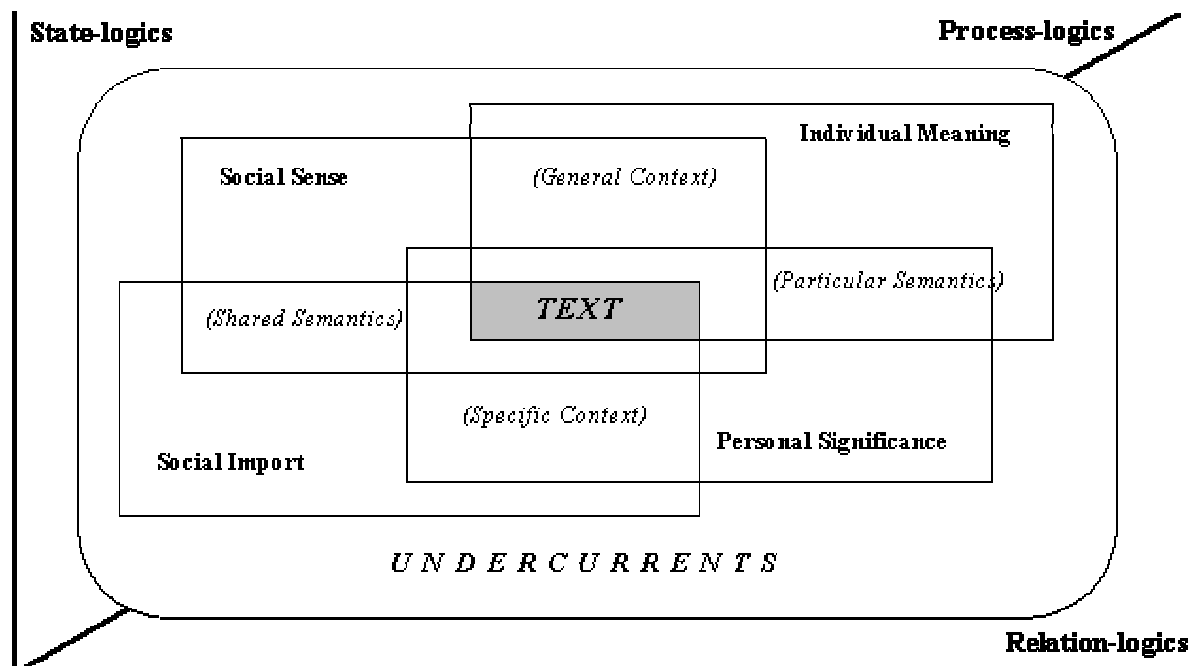 State-logics
Process-logics
Individual Meaning
Social Sense
(General Context)
(Particular Semantics)
(Shared Semantics)
TEXT
(Specific Context)
Personal Significance
Social Import
UNDERCURRENTS
Relation-logics